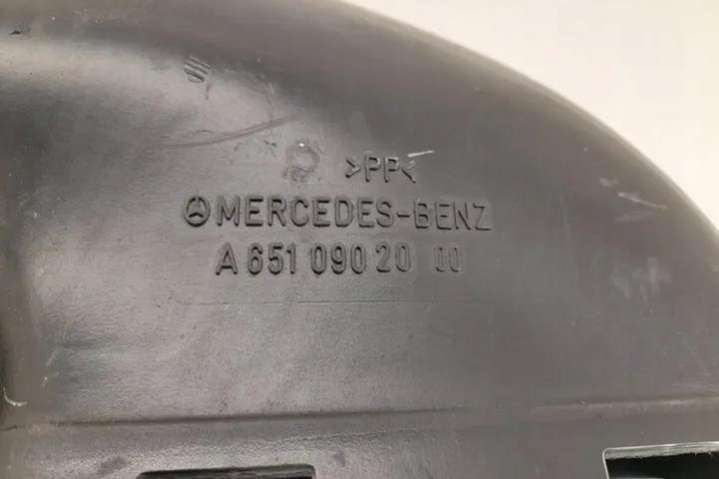 >PP<
MERCEDES-BENZ
A 651 090 20 00